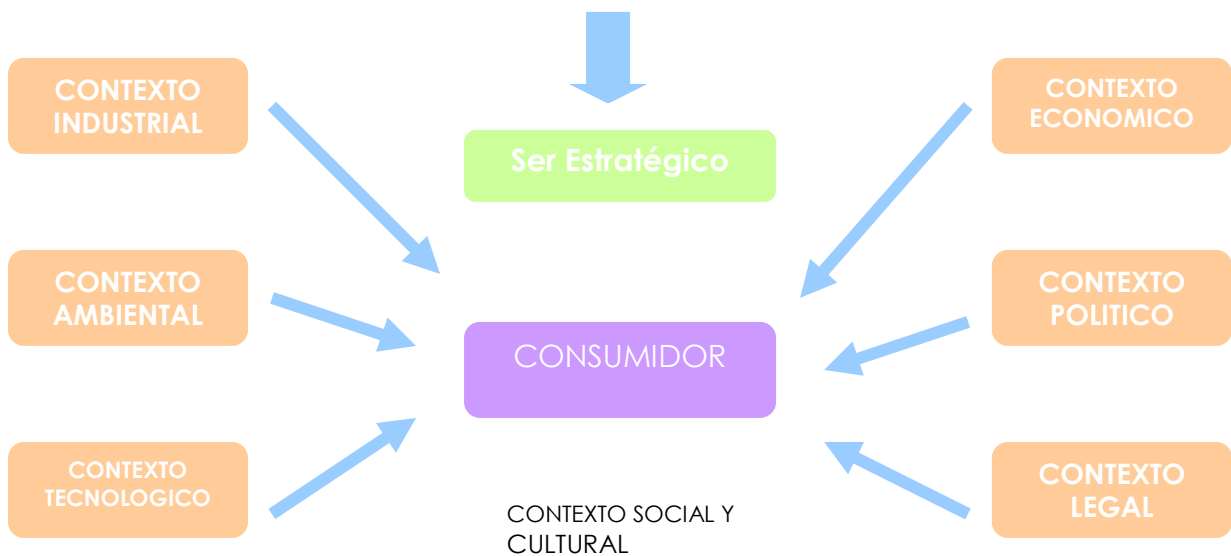 CONTEXTO
INDUSTRIAL
CONTEXTO
ECONOMICO
Ser Estratégico
CONTEXTO
AMBIENTAL
CONTEXTO
POLITICO
CONSUMIDOR
CONTEXTO
TECNOLOGICO
CONTEXTO
LEGAL
CONTEXTO SOCIAL Y
CULTURAL